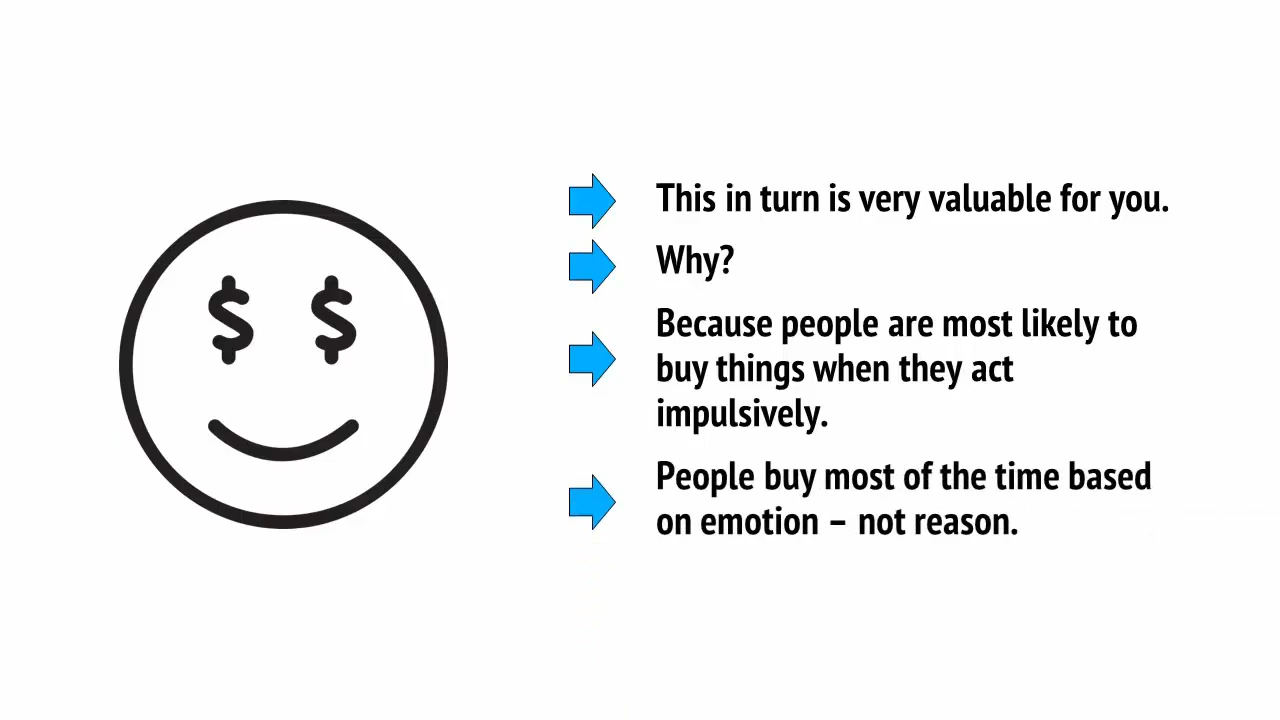 This in turn is very valuable for you.
Why?
Because people are most likely to
buy things when they act
impulsively.
People buy most of the time based
on emotion – not reason.